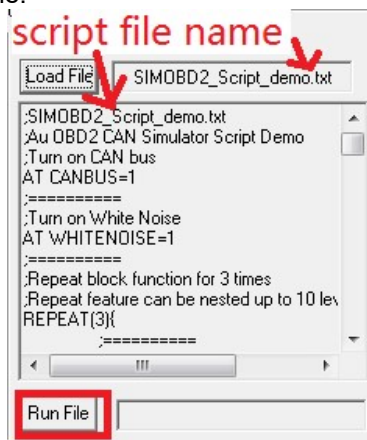 me.
script file name
Load File
SIMOBD2_Script_demo.txt
;SIMOBD2_Script_demo.txt
;Au OBD2 CAN Simulator Script Demo
;Turn on CAN bus
AT CANBUS=1
;==========
;Turn on White Noise
AT WHITENOISE=1
;==========
;Repeat block function for 3 times
;Repeat feature can be nested up to 10 lev
REPEAT(3){
;==========
Run File